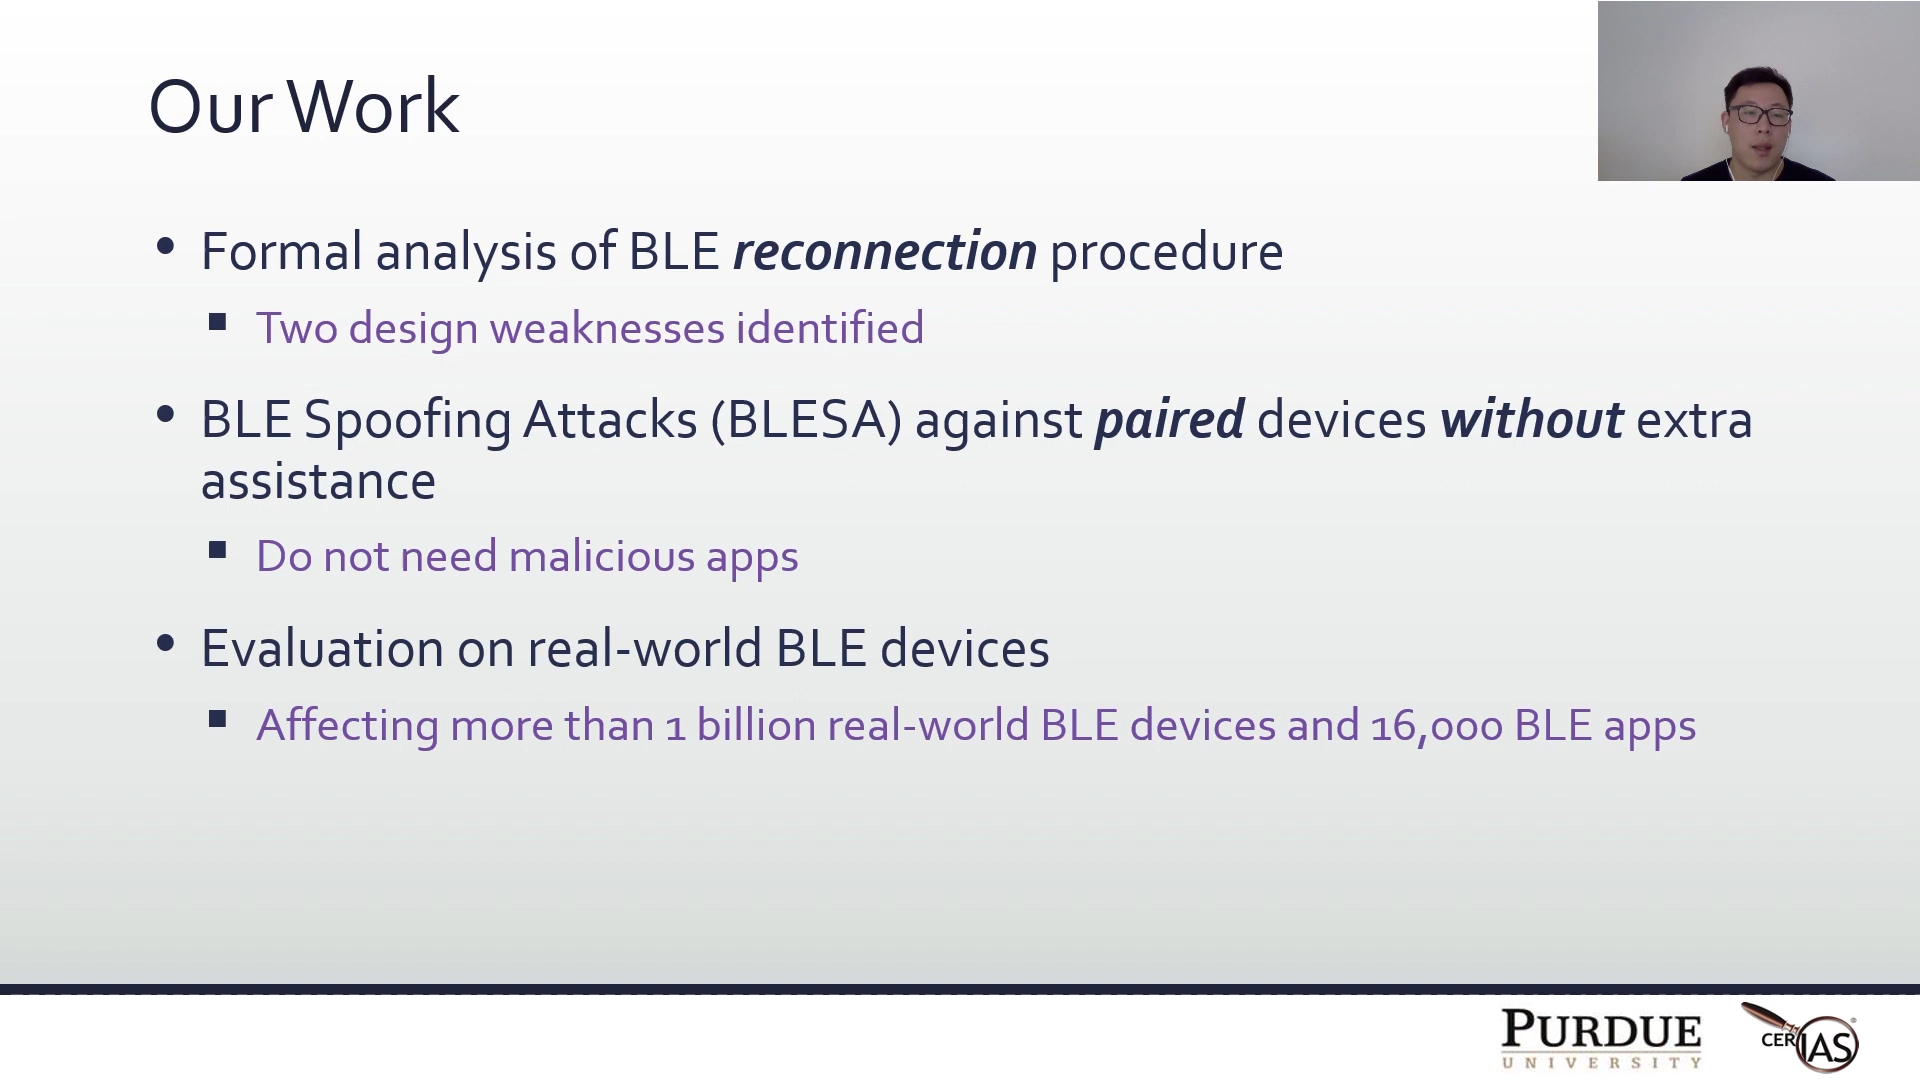 Our Work
• Formal analysis of BLE reconnection procedure
▪ Two design weaknesses identified
• BLE Spoofing Attacks (BLESA) against paired devices without extra
assistance
▪ Do not need malicious apps
• Evaluation on real-world BLE devices
▪ Affecting more than 1 billion real-world BLE devices and 16,000 BLE apps
PURDUE
UNIVERSITY
CERIAS